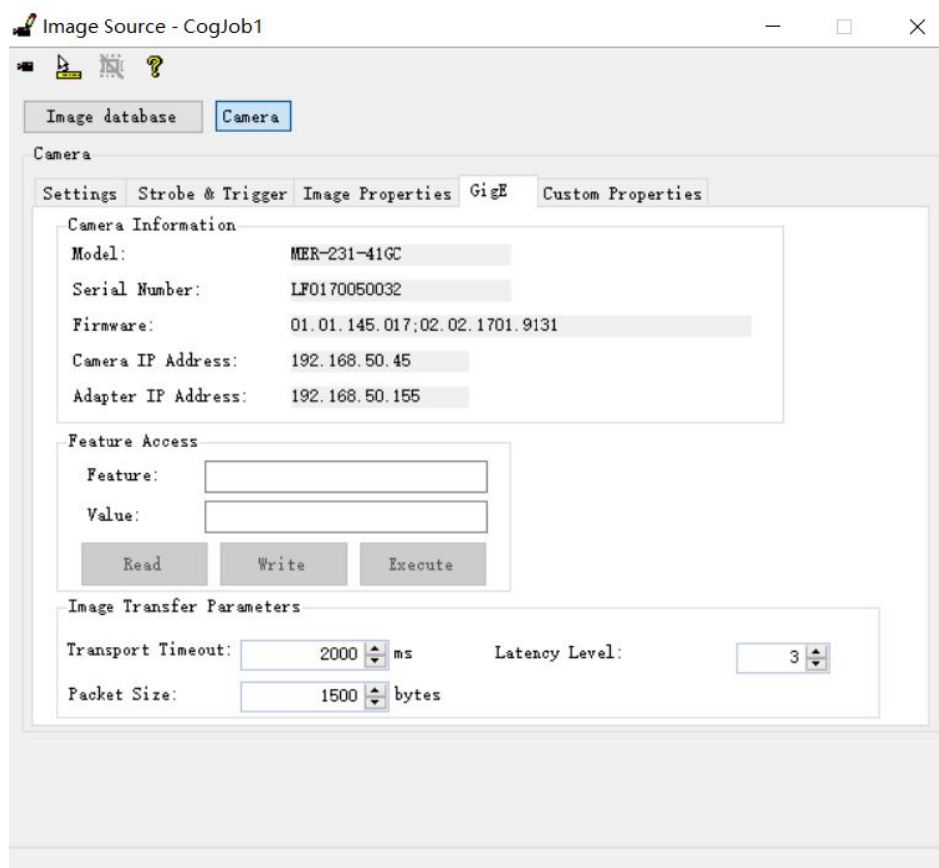 Image Source - CogJob1
Image database Camera
Camera
Settings Strobe & Trigger Image Properties GigE Custom Properties
Camera Information
Model: MER-231-41GC
Serial Number: LF0170050032
Firmware: 01.01.145.017;02.02.1701.9131
Camera IP Address: 192.168.50.45
Adapter IP Address: 192.168.50.155
Feature Access
Feature:
Value:
Read Write Execute
Image Transfer Parameters
Transport Timeout: 2000 ms Latency Level: 3
Packet Size: 1500 bytes